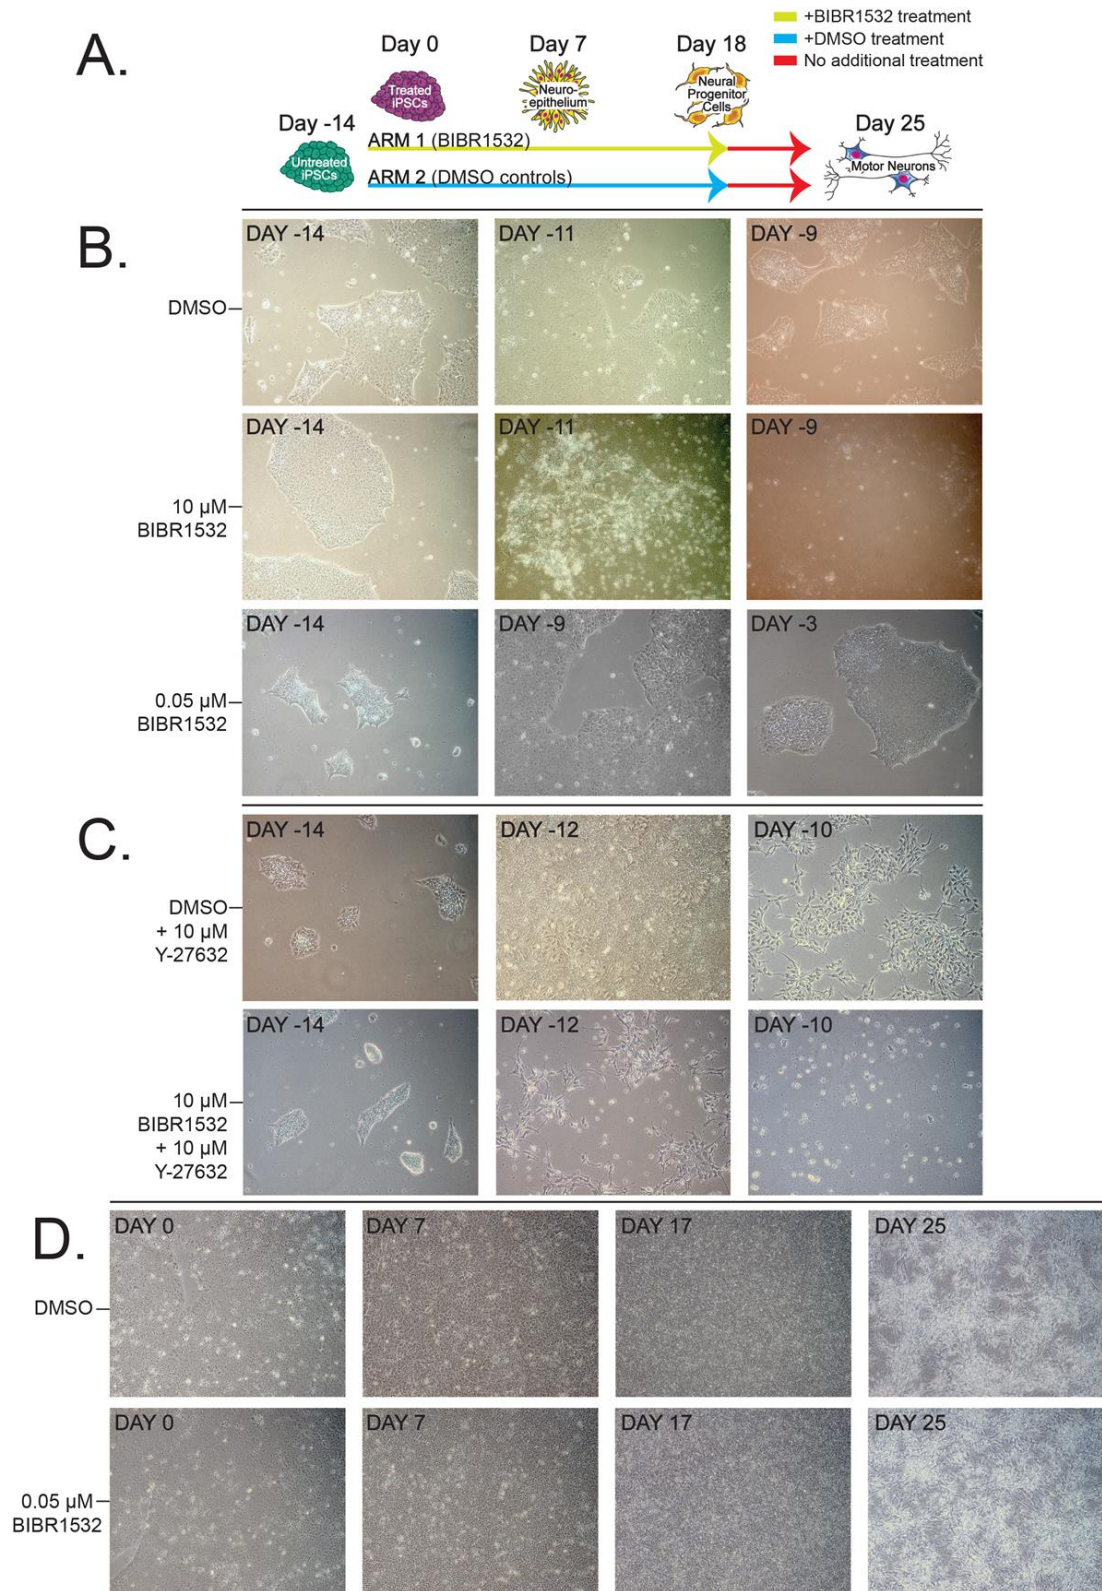 A.
+BIBR1532 treatment
+DMSO treatment
No additional treatment
Day 0
Day 7
Day 18
Treated
iPSCs
Neuro-
epithelium
Neural
Progenitor
Cells
Day -14
Day 25
Untreated
iPSCs
ARM 1 (BIBR1532)
ARM 2 (DMSO controls)
Motor Neurons
B.
DMSO
DAY -14
DAY -11
DAY -9
10 µM
BIBR1532
DAY -14
DAY -11
DAY -9
0.05 µM
BIBR1532
DAY -14
DAY -9
DAY -3
C.
DMSO
+ 10 µM
Y-27632
DAY -14
DAY -12
DAY -10
10 µM
BIBR1532
+ 10 µM
Y-27632
DAY -14
DAY -12
DAY -10
D.
DMSO
DAY 0
DAY 7
DAY 17
DAY 25
0.05 µM
BIBR1532
DAY 0
DAY 7
DAY 17
DAY 25